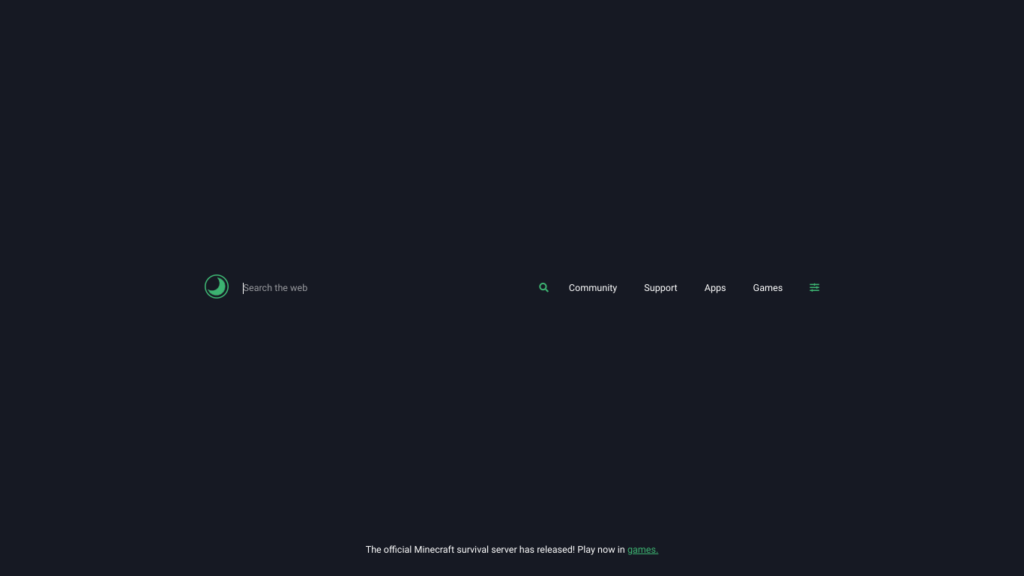 Search the web Community Support Apps Games
The official Minecraft survival server has released! Play now in games.